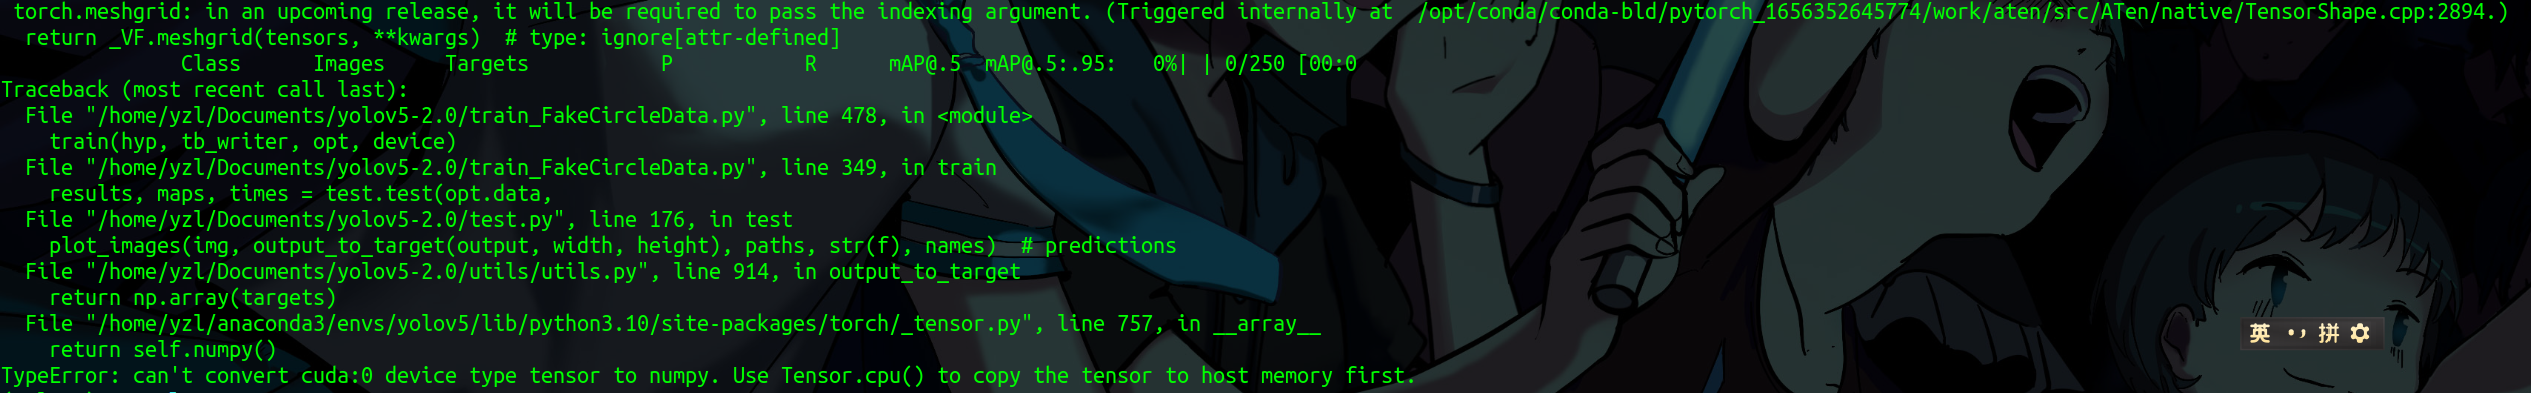 torch.meshgrid: in an upcoming release, it will be required to pass the indexing argument. (Triggered internally at  /opt/conda/conda-bld/pytorch_1656352645774/work/aten/src/ATen/native/TensorShape.cpp:2894.)
  return _VF.meshgrid(tensors, **kwargs)  # type: ignore[attr-defined]
               Class      Images     Targets           P           R      mAP@.5  mAP@.5:.95:   0%| | 0/250 [00:0
Traceback (most recent call last):
  File "/home/yzl/Documents/yolov5-2.0/train_FakeCircleData.py", line 478, in <module>
    train(hyp, tb_writer, opt, device)
  File "/home/yzl/Documents/yolov5-2.0/train_FakeCircleData.py", line 349, in train
    results, maps, times = test.test(opt.data,
  File "/home/yzl/Documents/yolov5-2.0/test.py", line 176, in test
    plot_images(img, output_to_target(output, width, height), paths, str(f), names)  # predictions
  File "/home/yzl/Documents/yolov5-2.0/utils/utils.py", line 914, in output_to_target
    return np.array(targets)
  File "/home/yzl/anaconda3/envs/yolov5/lib/python3.10/site-packages/torch/_tensor.py", line 757, in __array__
    return self.numpy()
英 ·, 拼
TypeError: can't convert cuda:0 device type tensor to numpy. Use Tensor.cpu() to copy the tensor to host memory first.